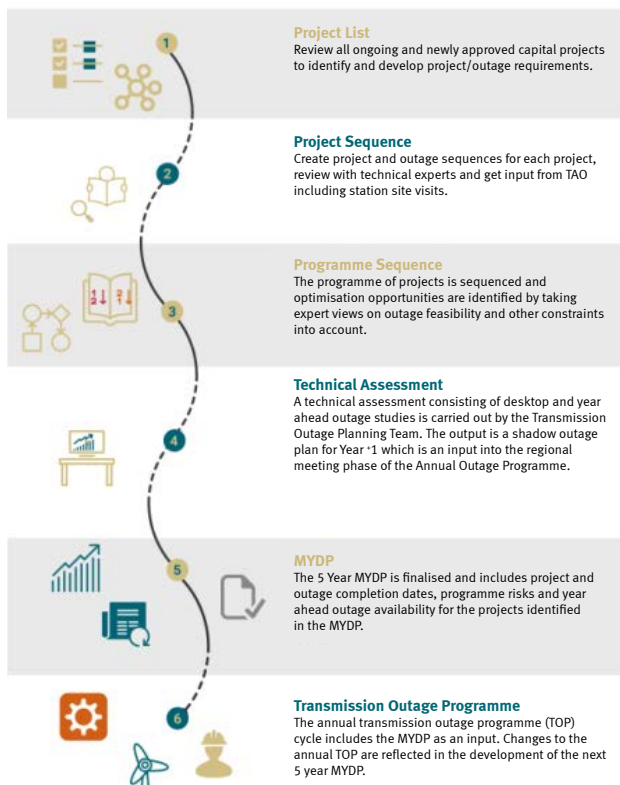 1
Project List
Review all ongoing and newly approved capital projects
to identify and develop project/outage requirements.
2
Project Sequence
Create project and outage sequences for each project,
review with technical experts and get input from TAO
including station site visits.
3
Programme Sequence
The programme of projects is sequenced and
optimisation opportunities are identified by taking
expert views on outage feasibility and other constraints
into account.
4
Technical Assessment
A technical assessment consisting of desktop and year
ahead outage studies is carried out by the Transmission
Outage Planning Team. The output is a shadow outage
plan for Year +1 which is an input into the regional
meeting phase of the Annual Outage Programme.
5
MYDP
The 5 Year MYDP is finalised and includes project and
outage completion dates, programme risks and year
ahead outage availability for the projects identified
in the MYDP.
6
Transmission Outage Programme
The annual transmission outage programme (TOP)
cycle includes the MYDP as an input. Changes to the
annual TOP are reflected in the development of the next
5 year MYDP.